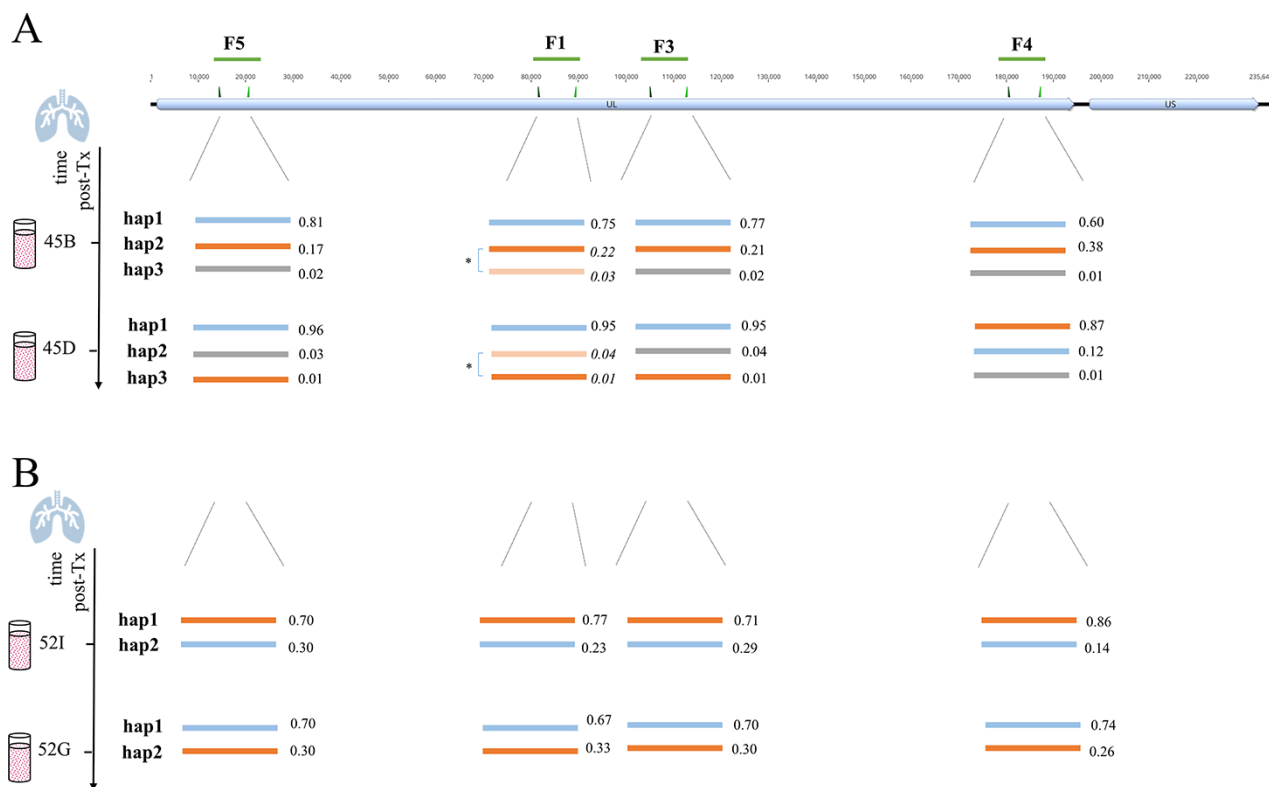 A
F5 F1 F3 F4
1 10,000 20,000 30,000 40,000 50,000 60,000 70,000 80,000 90,000 100,000 110,000 120,000 130,000 140,000 150,000 160,000 170,000 180,000 190,000 200,000 210,000 220,000 235,64
UL US
time
post-Tx
hap1 0.81 0.75 0.77 0.60
45B hap2 0.17 0.22 0.21 0.38
*
hap3 0.02 0.03 0.02 0.01
hap1 0.96 0.95 0.95 0.87
45D hap2 0.03 0.04 0.04 0.12
*
hap3 0.01 0.01 0.01 0.01
B
time
post-Tx
hap1 0.70 0.77 0.71 0.86
52I hap2 0.30 0.23 0.29 0.14
hap1 0.70 0.67 0.70 0.74
52G hap2 0.30 0.33 0.30 0.26